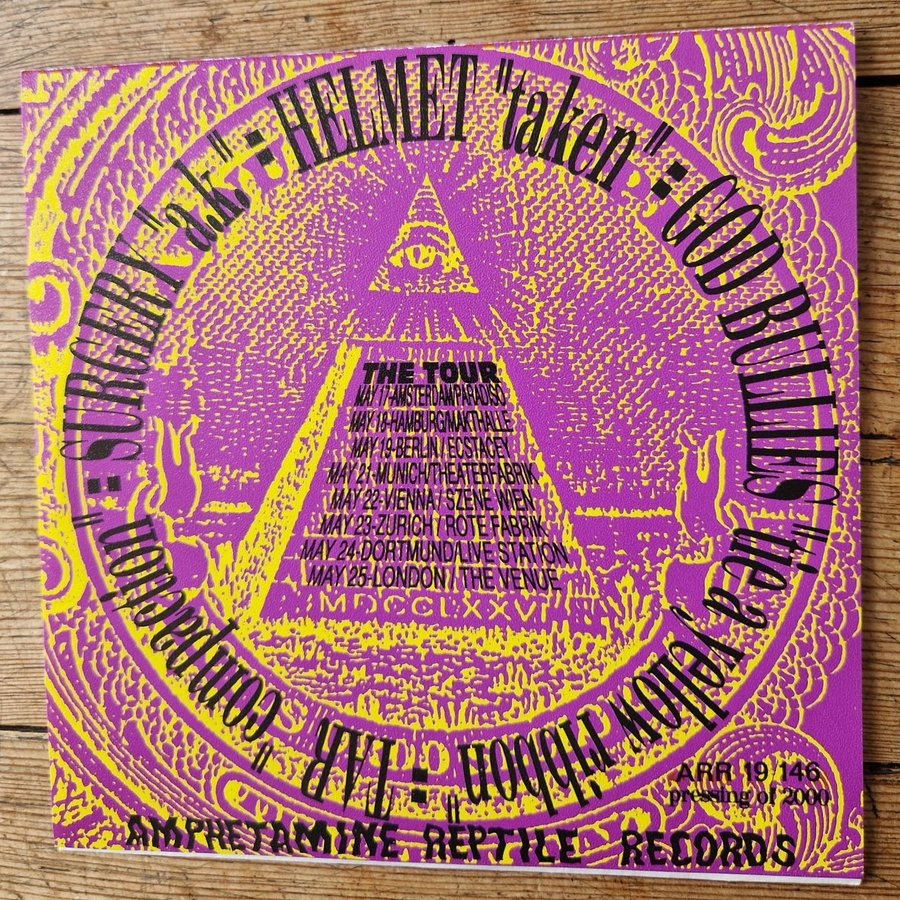 SURGERY "a.k." : HELMET "taken" : GOD BULLIES "tie a yellow ribbon" : TAR "compaction" :
THE TOUR
MAY 17-AMSTERDAM/PARADISO
MAY 18-HAMBURG/MAKTHALLE
MAY 19-BERLIN / ECSTACEY
MAY 21-MUNICH/THEATERFABRIK
MAY 22-VIENNA / SZENE WIEN
MAY 23-ZURICH / ROTE FABRIK
MAY 24-DORTMUND/LIVE STATION
MAY 25-LONDON / THE VENUE
MDCCLXXVI
ARR 19 146
pressing of 2000
AMPHETAMINE REPTILE RECORDS